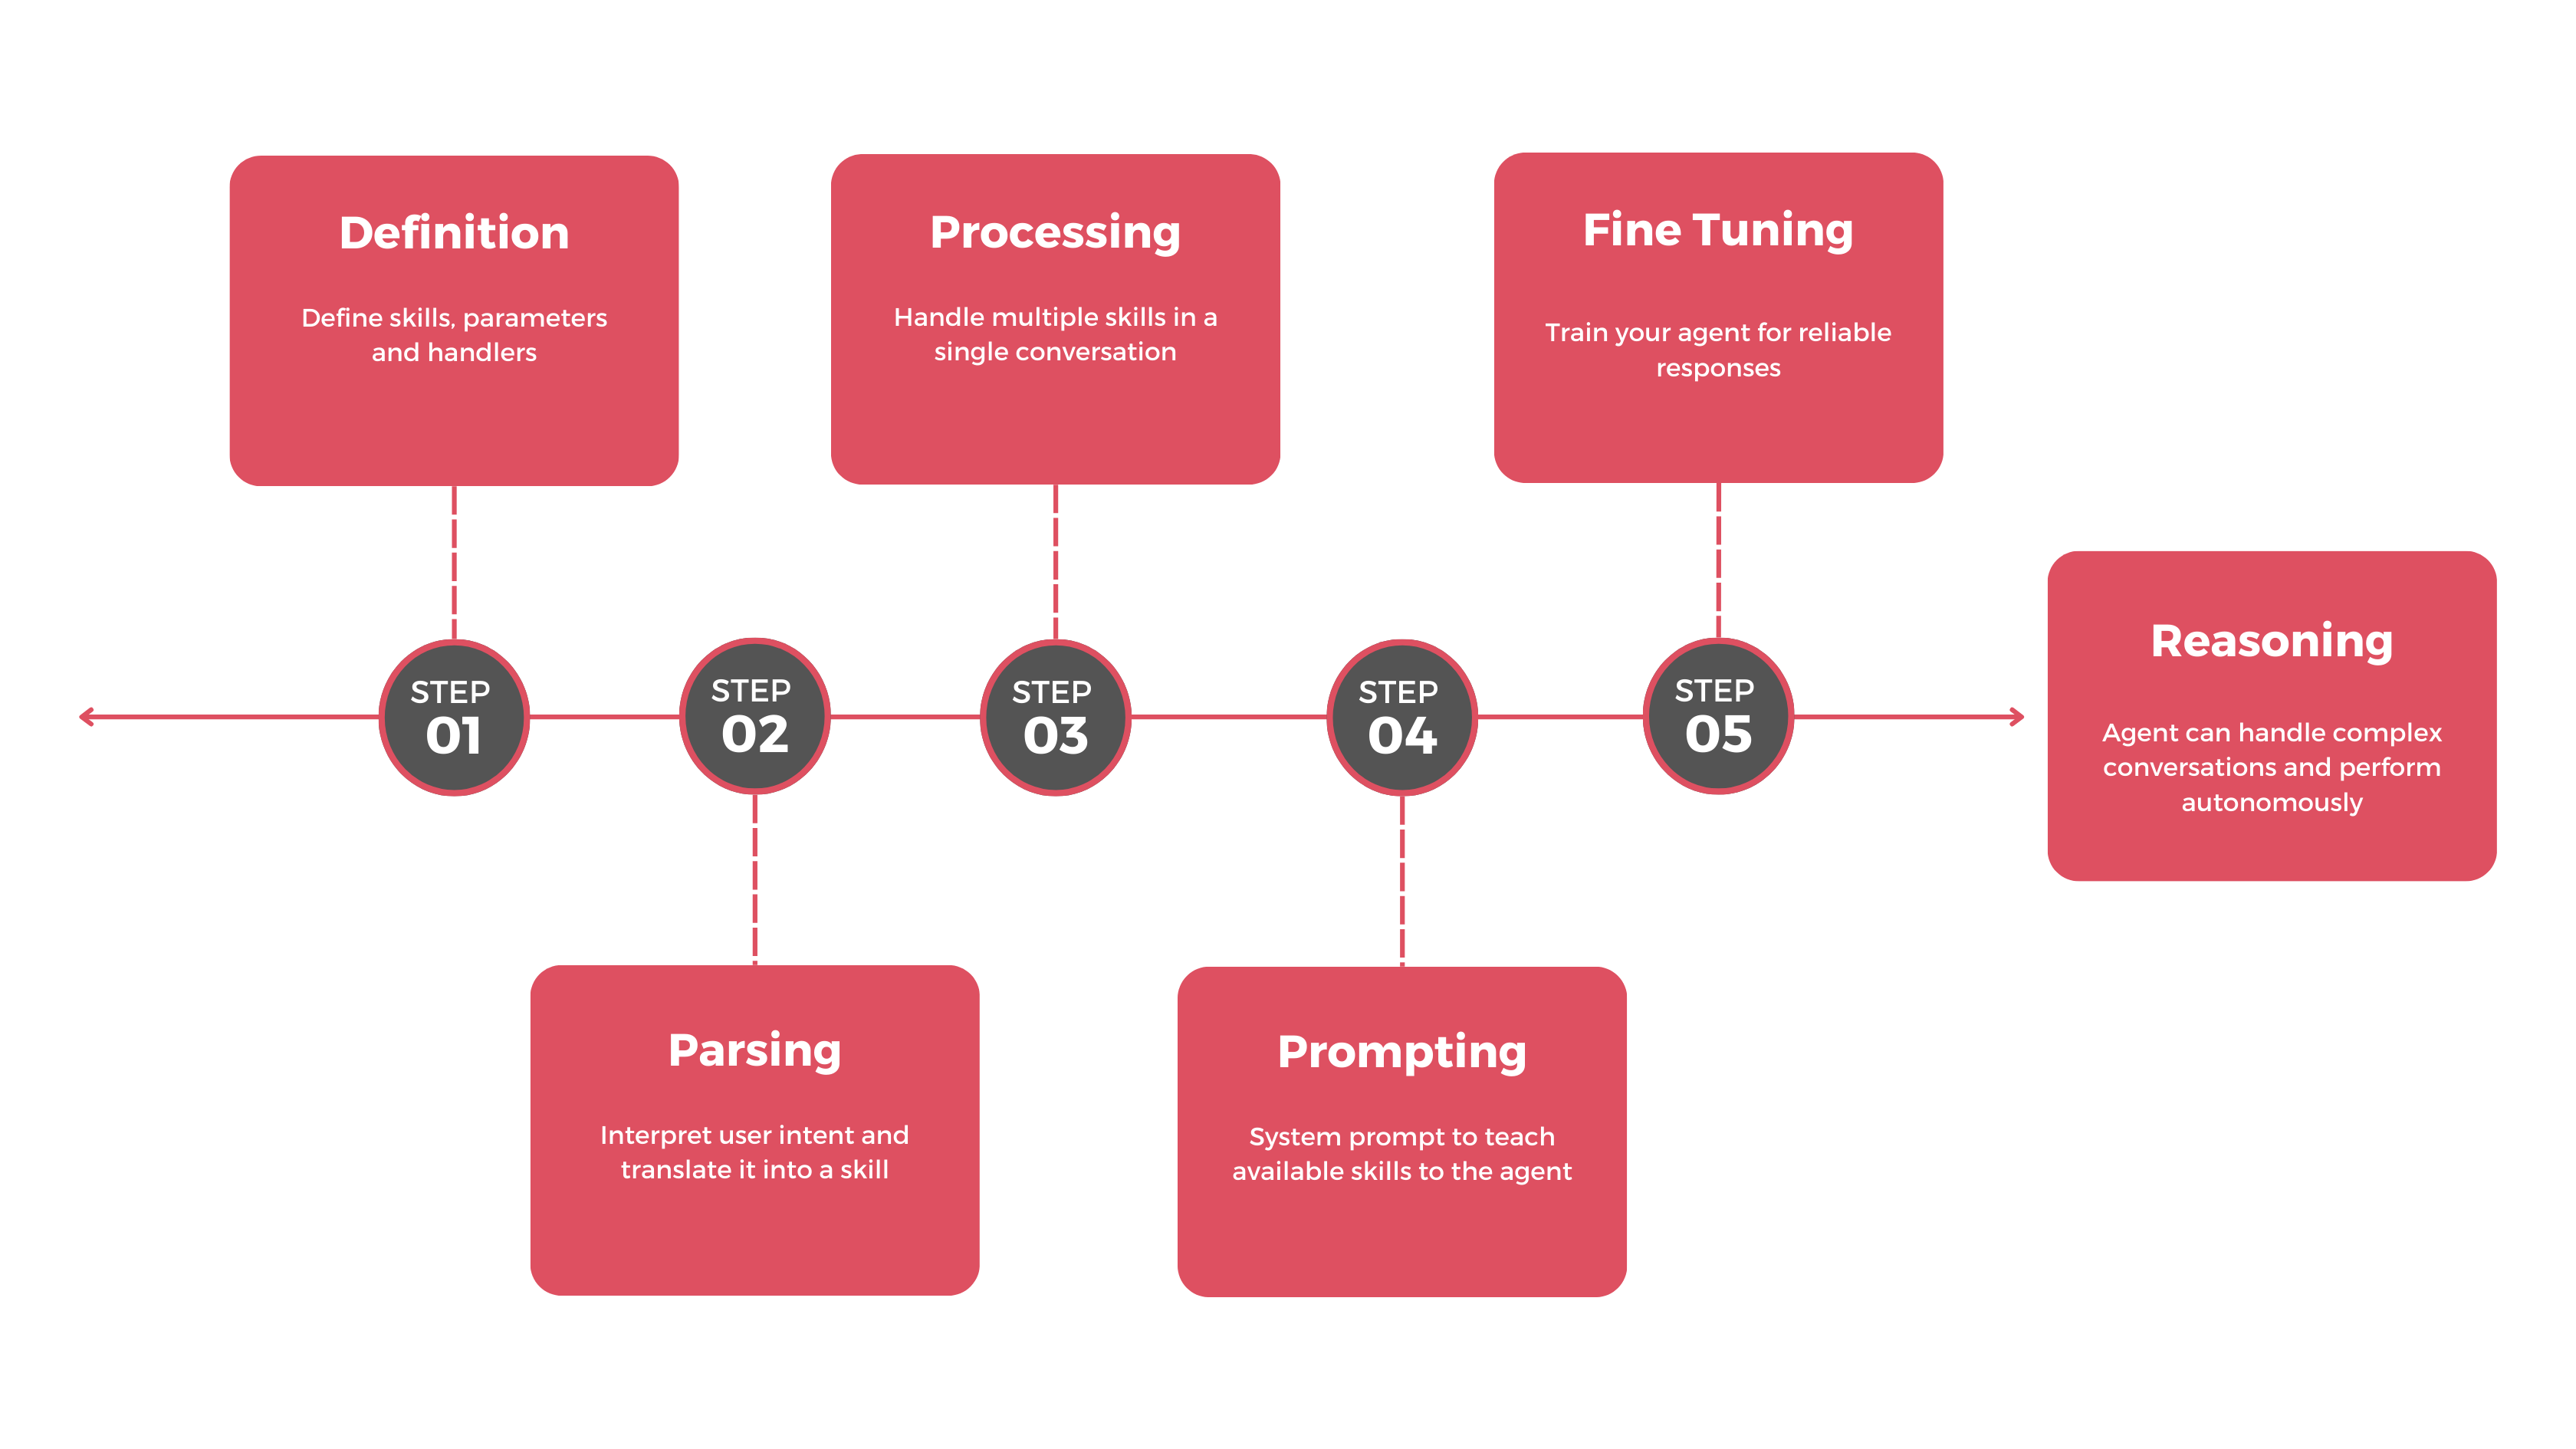 Definition
Define skills, parameters
and handlers
Processing
Handle multiple skills in a
single conversation
Fine Tuning
Train your agent for reliable
responses
STEP
01
STEP
02
STEP
03
STEP
04
STEP
05
Reasoning
Agent can handle complex
conversations and perform
autonomously
Parsing
Interpret user intent and
translate it into a skill
Prompting
System prompt to teach
available skills to the agent